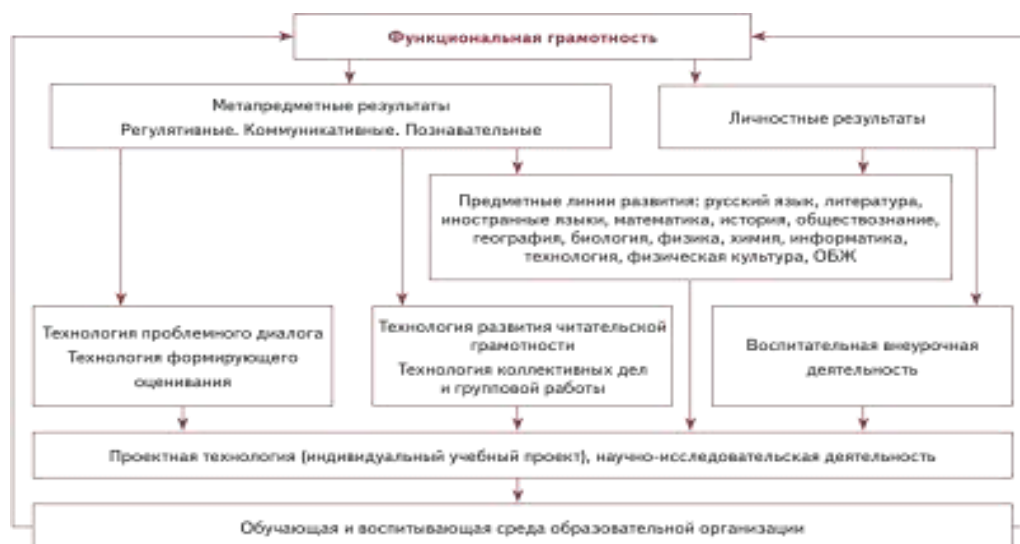 Функциональная грамотность
Метапредметные результаты
Регулятивные. Коммуникативные. Познавательные
Личностные результаты
Предметные линии развития: русский язык, литература,
иностранные языки, математика, история, обществознание,
география, биология, физика, химия, информатика,
технология, физическая культура, ОБЖ
Технология проблемного диалога
Технология формирующего
оценивания
Технология развития читательской
грамотности
Технология коллективных дел
и групповой работы
Воспитательная внеурочная
деятельность
Проектная технология (индивидуальный учебный проект), научно-исследовательская деятельность
Обучающая и воспитывающая среда образовательной организации